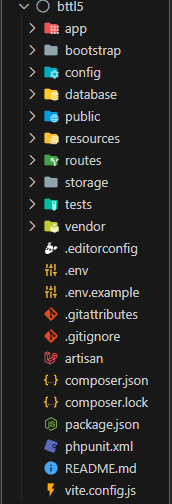 bttl5
app
bootstrap
config
database
public
resources
routes
storage
tests
vendor
.editorconfig
.env
.env.example
.gitattributes
.gitignore
artisan
composer.json
composer.lock
package.json
phpunit.xml
README.md
vite.config.js